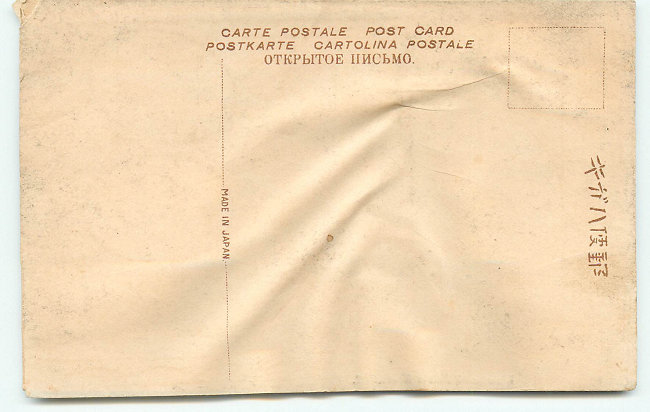 CARTE POSTALE POST CARD
POSTKARTE CARTOLINA POSTALE
ОТКРЫТОЕ ПИСЬМО.
MADE IN JAPAN
郵便ハガキ